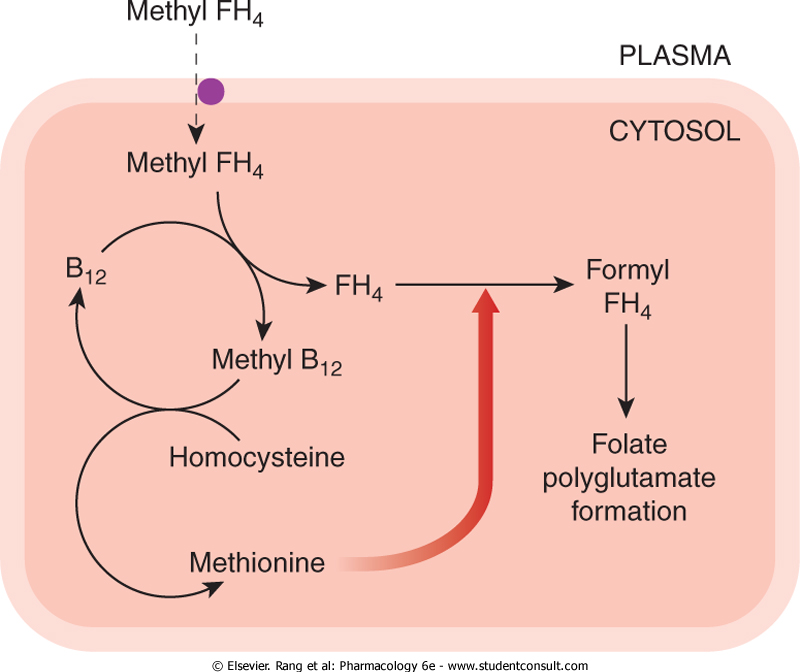 Methyl FH₄
PLASMA
CYTOSOL
Methyl FH₄
B₁₂
FH₄
Formyl
FH₄
Methyl B₁₂
Homocysteine
Folate
polyglutamate
formation
Methionine
© Elsevier. Rang et al: Pharmacology 6e - www.studentconsult.com